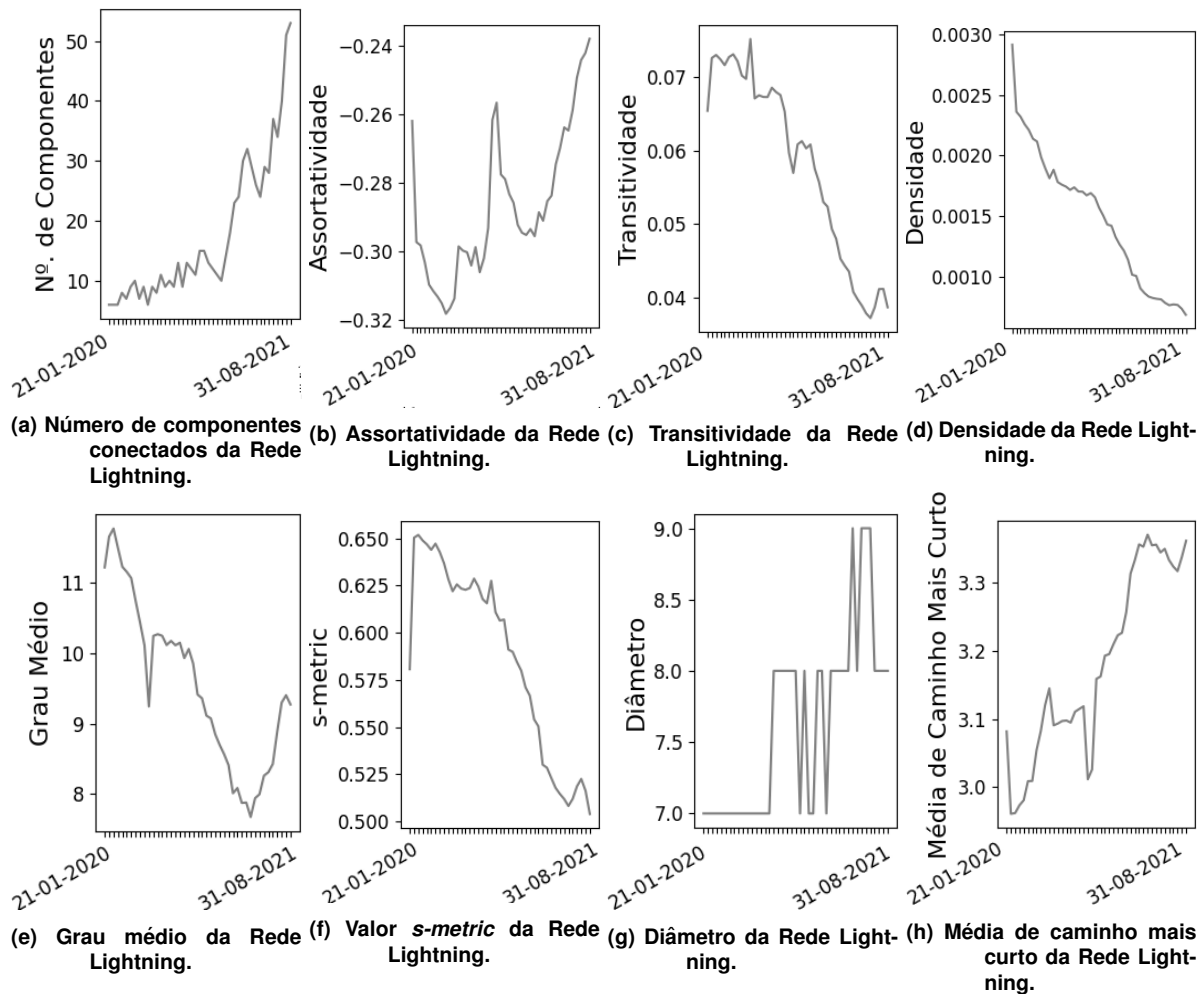 Nº. de Componentes
50
40
30
20
10
21-01-2020
31-08-2021
(a) Número de componentes
conectados da Rede
Lightning.
Assortatividade
−0.24
−0.26
−0.28
−0.30
−0.32
21-01-2020
31-08-2021
(b) Assortatividade da Rede
Lightning.
Transitividade
0.07
0.06
0.05
0.04
21-01-2020
31-08-2021
(c) Transitividade da Rede
Lightning.
Densidade
0.0030
0.0025
0.0020
0.0015
0.0010
21-01-2020
31-08-2021
(d) Densidade da Rede Light-
ning.
Grau Médio
11
10
9
8
21-01-2020
31-08-2021
(e) Grau médio da Rede
Lightning.
s-metric
0.650
0.625
0.600
0.575
0.550
0.525
0.500
21-01-2020
31-08-2021
(f) Valor s-metric da Rede
Lightning.
Diâmetro
9.0
8.5
8.0
7.5
7.0
21-01-2020
31-08-2021
(g) Diâmetro da Rede Light-
ning.
Média de Caminho Mais Curto
3.3
3.2
3.1
3.0
21-01-2020
31-08-2021
(h) Média de caminho mais
curto da Rede Light-
ning.